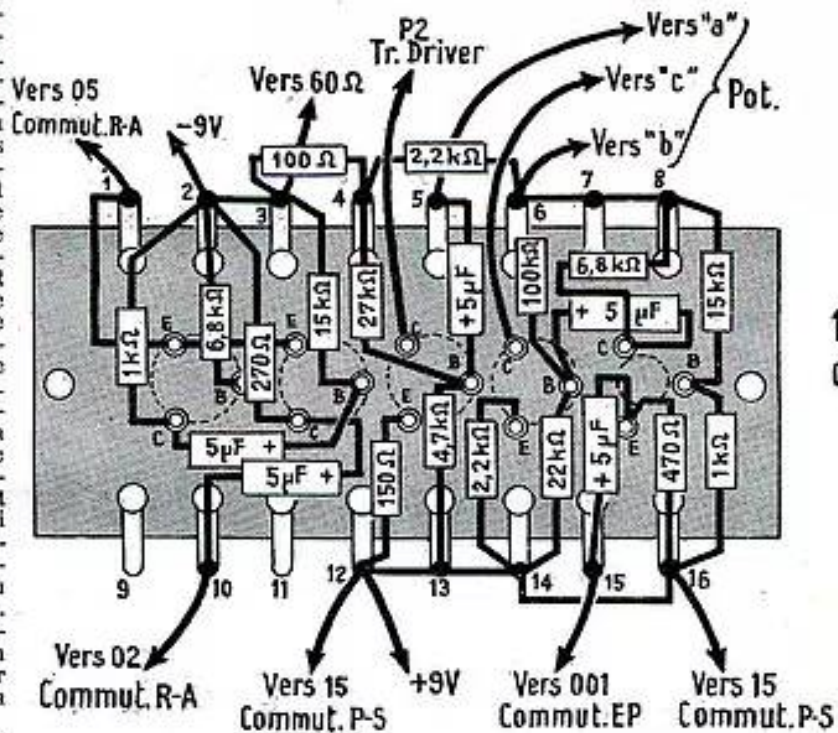 P2
Tr. Driver
Vers "a"
Vers 60 Ω
Vers "c"
Pot.
Vers 05
Commut. R-A
-9V
Vers "b"
100 Ω
2,2 kΩ
1
2
3
4
5
6
7
8
1 kΩ
6,8 kΩ
270 Ω
15 kΩ
27 kΩ
+ 5 µF
100 kΩ
6,8 kΩ
+ 5 µF
15 kΩ
E
E
C
C
C
B
B
B
B
B
C
C
E
E
E
5 µF +
5 µF +
150 Ω
4,7 kΩ
2,2 kΩ
22 kΩ
+ 5 µF
470 Ω
1 kΩ
9
10
11
12
13
14
15
16
Vers 02
Commut. R-A
Vers 15
Commut. P-S
+9V
Vers 001
Commut. EP
Vers 15
Commut. P-S